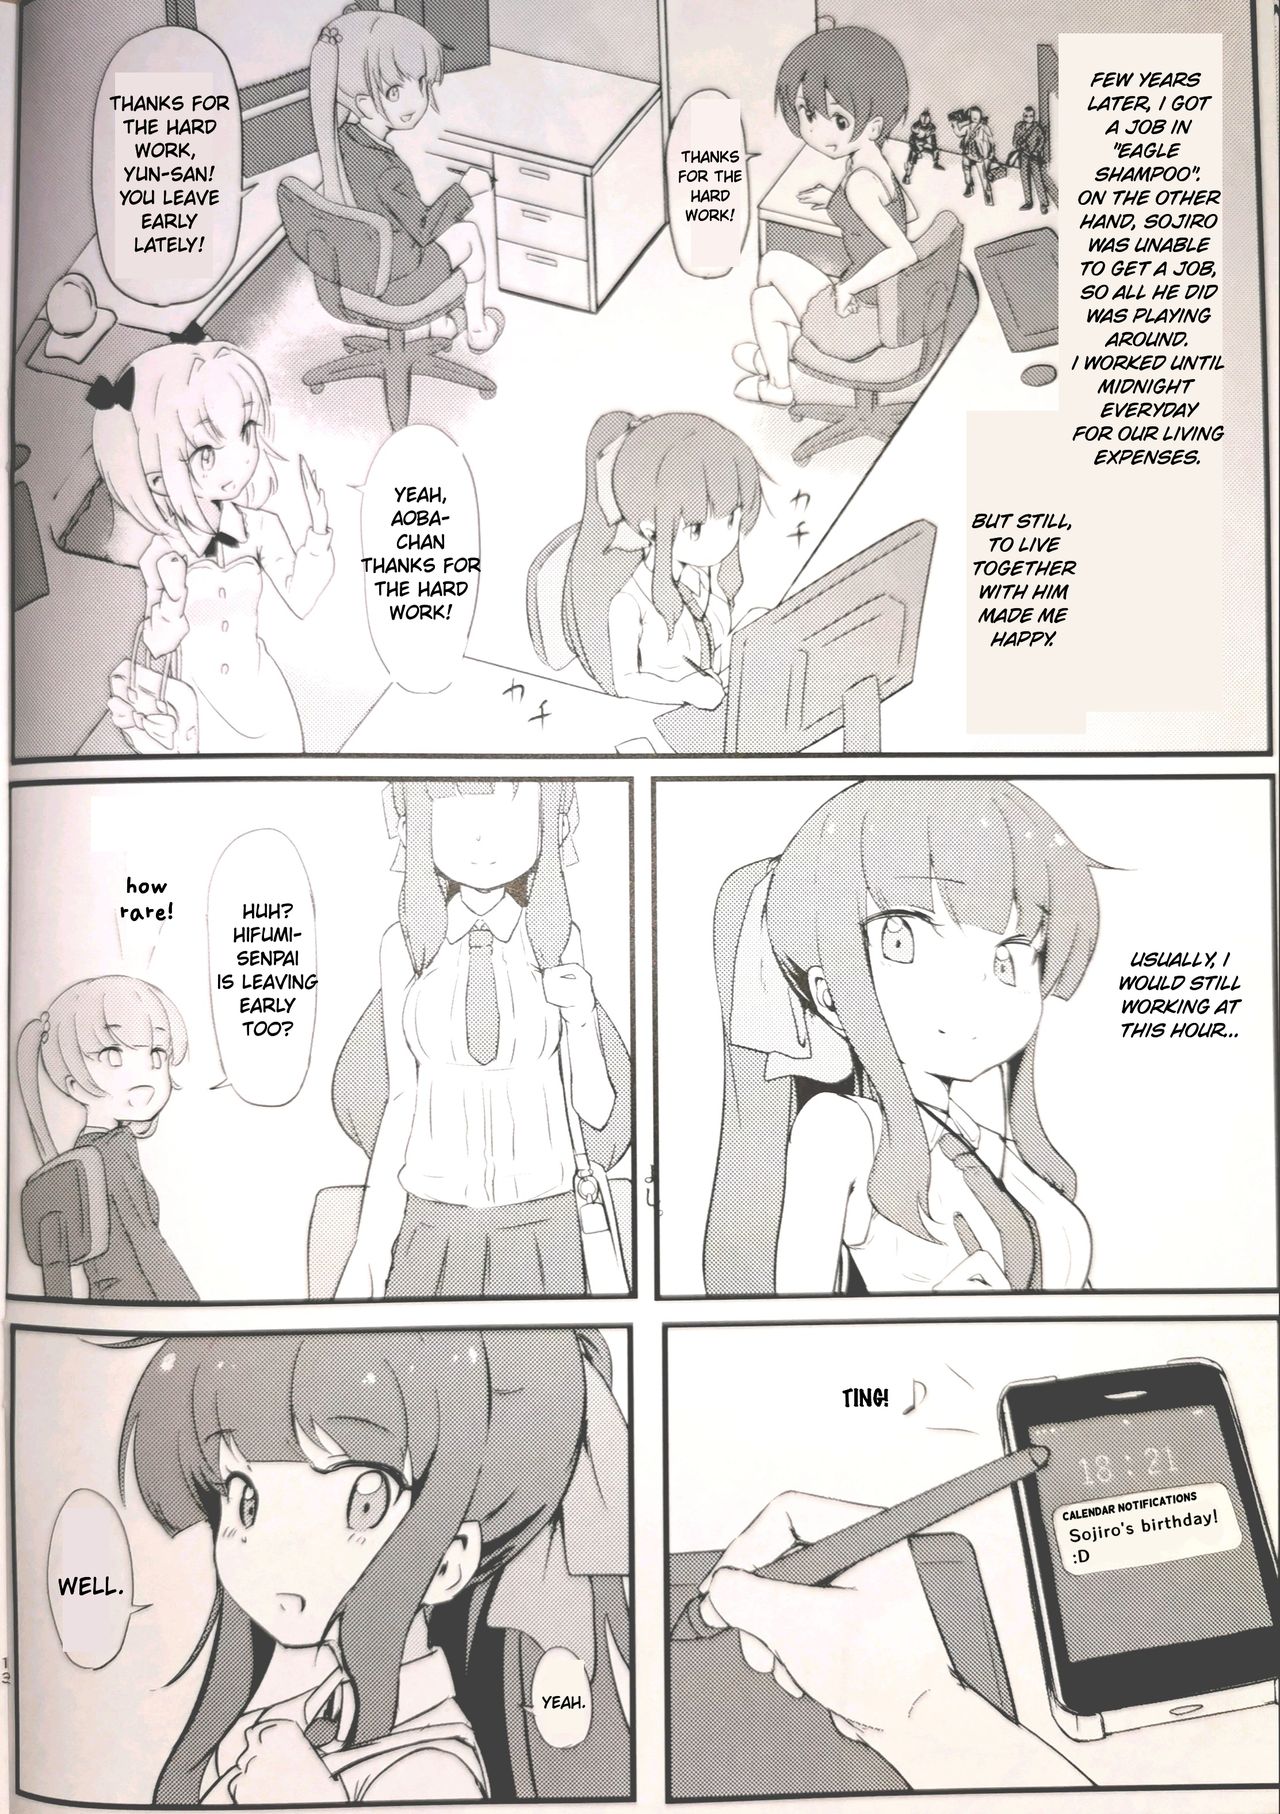 FEW YEARS
LATER, I GOT
A JOB IN
"EAGLE
SHAMPOO".
ON THE OTHER
HAND, SOJIRO
WAS UNABLE
TO GET A JOB,
SO ALL HE DID
WAS PLAYING
AROUND.
I WORKED UNTIL
MIDNIGHT
EVERYDAY
FOR OUR LIVING
EXPENSES.
BUT STILL,
TO LIVE
TOGETHER
WITH HIM
MADE ME
HAPPY.
THANKS
FOR THE
HARD
WORK!
THANKS FOR
THE HARD
WORK,
YUN-SAN!
YOU LEAVE
EARLY
LATELY!
YEAH,
AOBA-
CHAN
THANKS FOR
THE HARD
WORK!
カチ
カチ
USUALLY, I
WOULD STILL
WORKING AT
THIS HOUR...
HUH?
HIFUMI-
SENPAI
IS LEAVING
EARLY
TOO?
how
rare!
TING! ♪
18:21
CALENDAR NOTIFICATIONS
Sojiro's birthday!
:D
YEAH.
WELL.